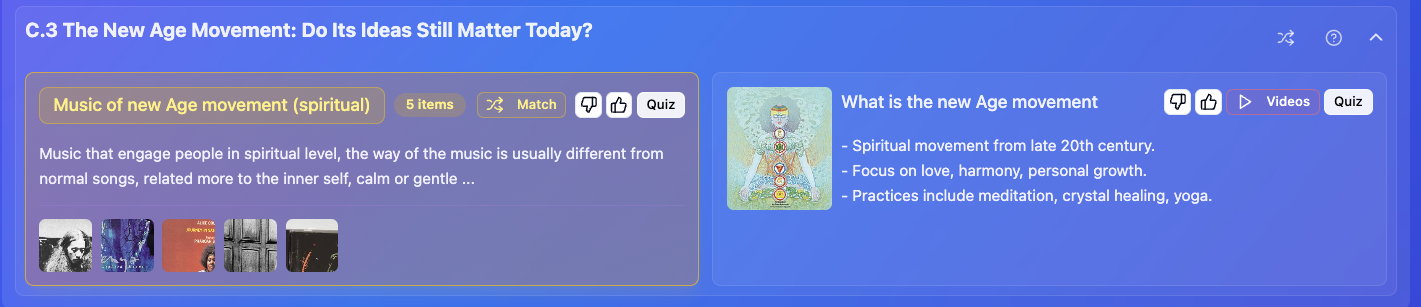 C.3 The New Age Movement: Do Its Ideas Still Matter Today?
Music of new Age movement (spiritual)
5 items
Match
Quiz
Music that engage people in spiritual level, the way of the music is usually different from
normal songs, related more to the inner self, calm or gentle ...
What is the new Age movement
Videos
Quiz
- Spiritual movement from late 20th century.
- Focus on love, harmony, personal growth.
- Practices include meditation, crystal healing, yoga.